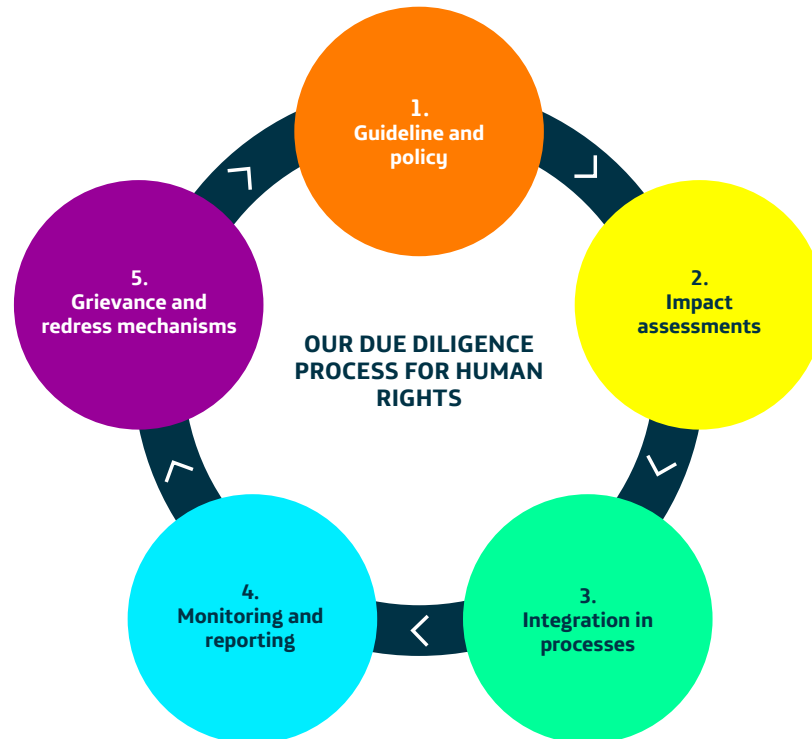 1.
Guideline and
policy
2.
Impact
assessments
3.
Integration in
processes
4.
Monitoring and
reporting
5.
Grievance and
redress mechanisms
OUR DUE DILIGENCE
PROCESS FOR HUMAN
RIGHTS